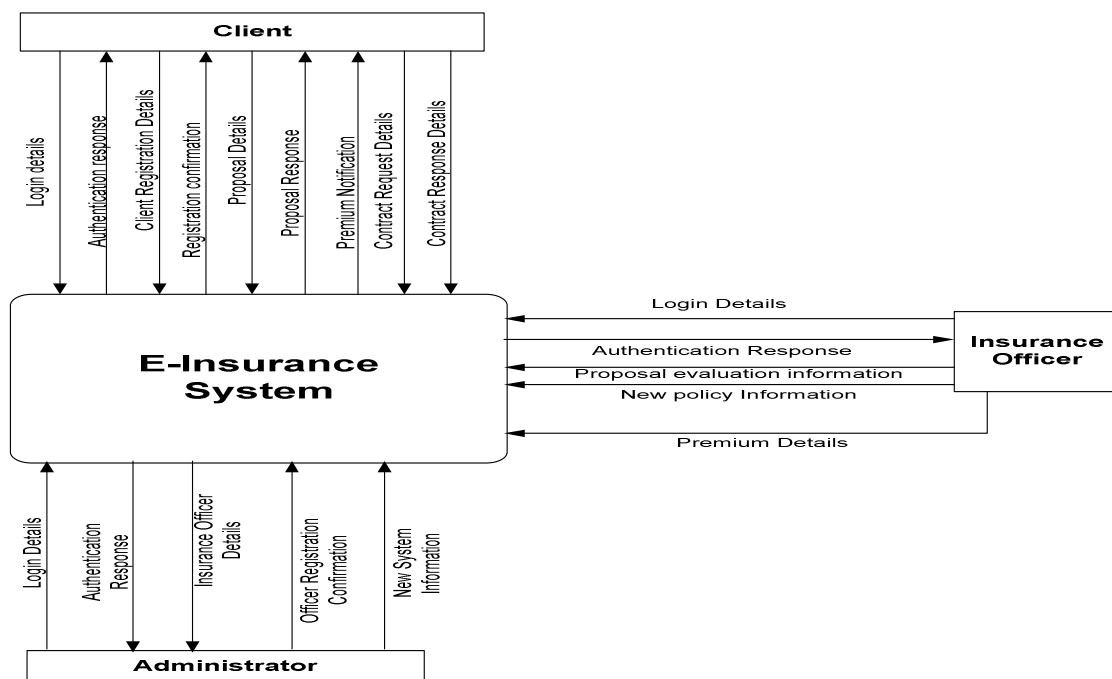 Client
Login details
Authentication response
Client Registration Details
Registration confirmation
Proposal Details
Proposal Response
Premium Notification
Contract Request Details
Contract Response Details
E-Insurance
System
Login Details
Authentication Response
Proposal evaluation information
New policy Information
Premium Details
Insurance
Officer
Login Details
Authentication
Response
Insurance Officer
Details
Officer Registration
Confirmation
New System
Information
Administrator